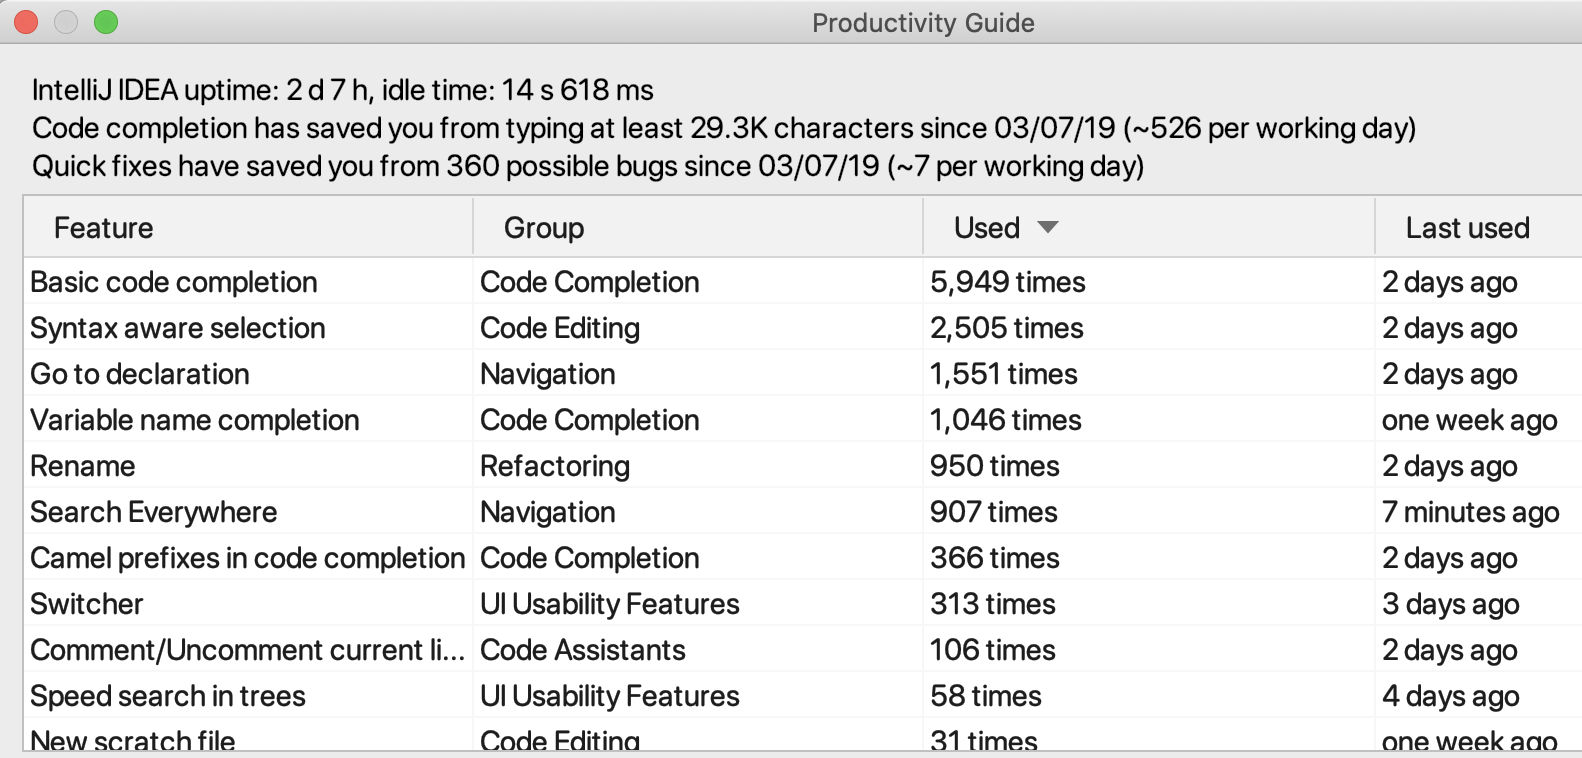 Productivity Guide
IntelliJ IDEA uptime: 2 d 7 h, idle time: 14 s 618 ms
Code completion has saved you from typing at least 29.3K characters since 03/07/19 (~526 per working day)
Quick fixes have saved you from 360 possible bugs since 03/07/19 (~7 per working day)
Feature Group Used Last used
Basic code completion Code Completion 5,949 times 2 days ago
Syntax aware selection Code Editing 2,505 times 2 days ago
Go to declaration Navigation 1,551 times 2 days ago
Variable name completion Code Completion 1,046 times one week ago
Rename Refactoring 950 times 2 days ago
Search Everywhere Navigation 907 times 7 minutes ago
Camel prefixes in code completion Code Completion 366 times 2 days ago
Switcher UI Usability Features 313 times 3 days ago
Comment/Uncomment current li... Code Assistants 106 times 2 days ago
Speed search in trees UI Usability Features 58 times 4 days ago
New scratch file Code Editing 31 times one week ago